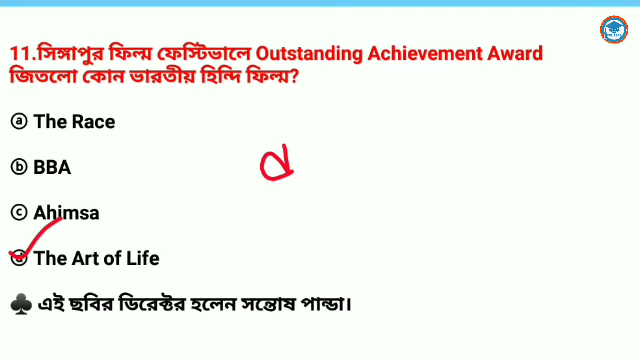 11.সিঙ্গাপুর ফিল্ম ফেস্টিভালে Outstanding Achievement Award
জিতলো কোন ভারতীয় হিন্দি ফিল্ম?
ⓐ The Race
ⓑ BBA
d
ⓒ Ahimsa
ⓓ The Art of Life
♣ এই ছবির ডিরেক্টর হলেন সন্তোষ পান্ডা।